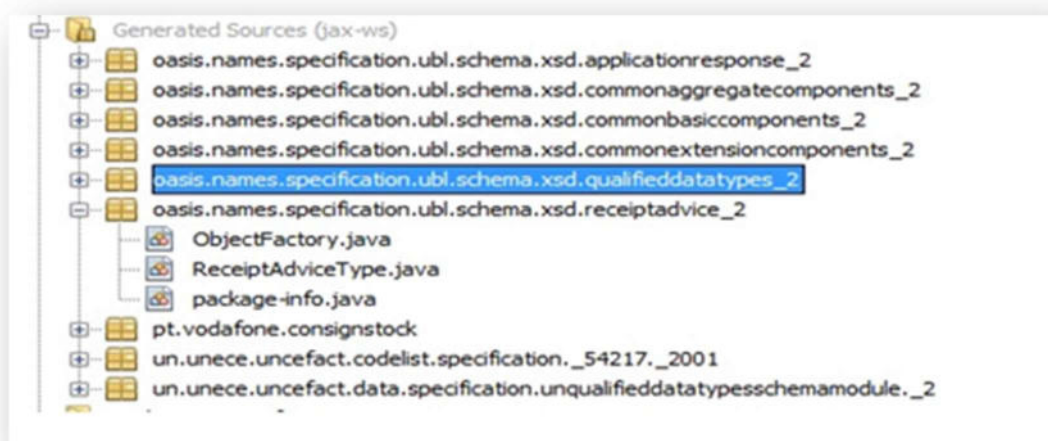 Generated Sources (jax-ws)
oasis.names.specification.ubl.schema.xsd.applicationresponse_2
oasis.names.specification.ubl.schema.xsd.commonaggregatecomponents_2
oasis.names.specification.ubl.schema.xsd.commonbasiccomponents_2
oasis.names.specification.ubl.schema.xsd.commonextensioncomponents_2
oasis.names.specification.ubl.schema.xsd.qualifieddatatypes_2
oasis.names.specification.ubl.schema.xsd.receiptadvice_2
ObjectFactory.java
ReceiptAdviceType.java
package-info.java
pt.vodafone.consignstock
un.unece.uncefact.codelist.specification._54217._2001
un.unece.uncefact.data.specification.unqualifieddatatypesschemamodule._2